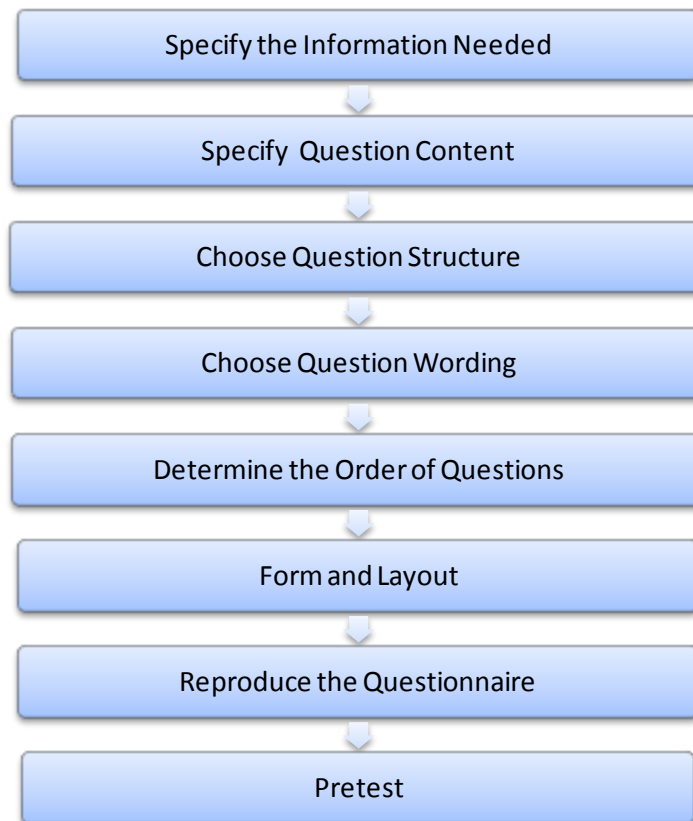 Specify the Information Needed
Specify Question Content
Choose Question Structure
Choose Question Wording
Determine the Order of Questions
Form and Layout
Reproduce the Questionnaire
Pretest